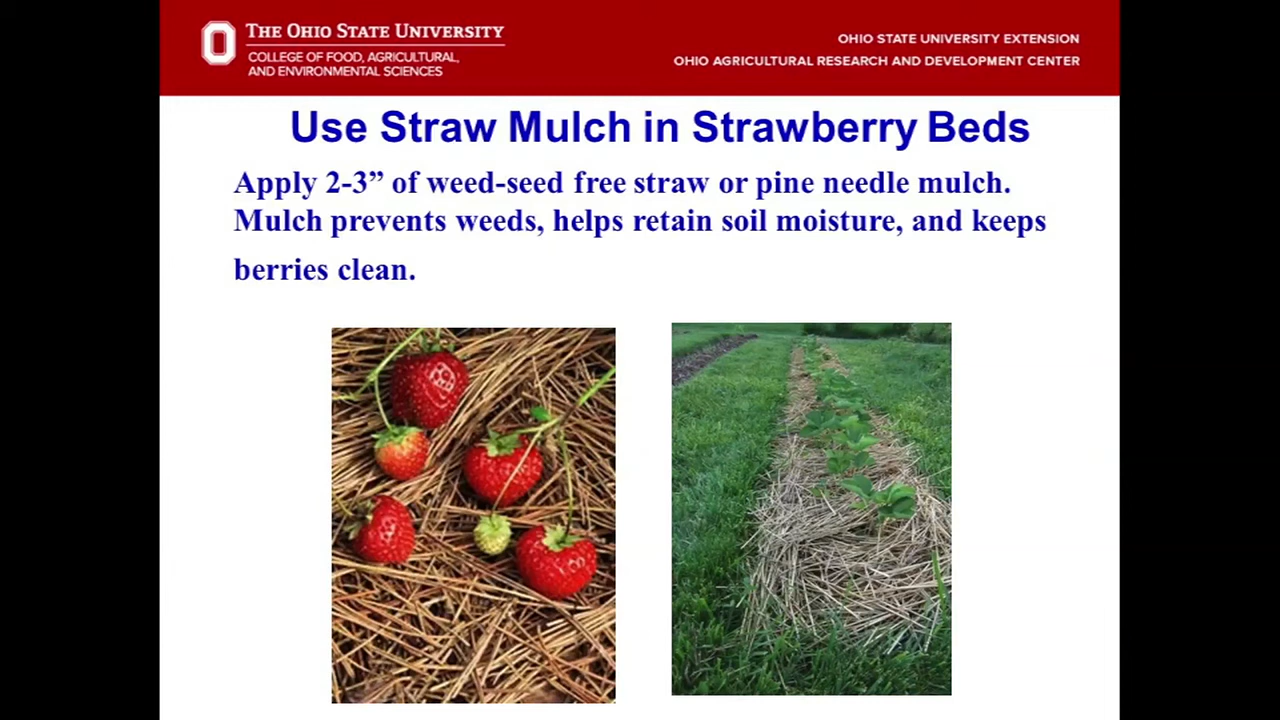 THE OHIO STATE UNIVERSITY
COLLEGE OF FOOD, AGRICULTURAL,
AND ENVIRONMENTAL SCIENCES
OHIO STATE UNIVERSITY EXTENSION
OHIO AGRICULTURAL RESEARCH AND DEVELOPMENT CENTER
Use Straw Mulch in Strawberry Beds
Apply 2-3” of weed-seed free straw or pine needle mulch.
Mulch prevents weeds, helps retain soil moisture, and keeps
berries clean.